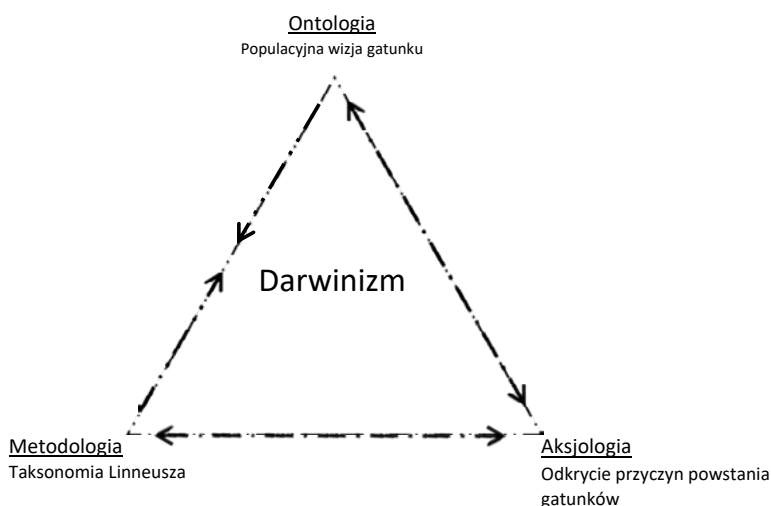 Ontologia
Populacyjna wizja gatunku
Darwinizm
Metodologia
Taksonomia Linneusza
Aksjologia
Odkrycie przyczyn powstania
gatunków